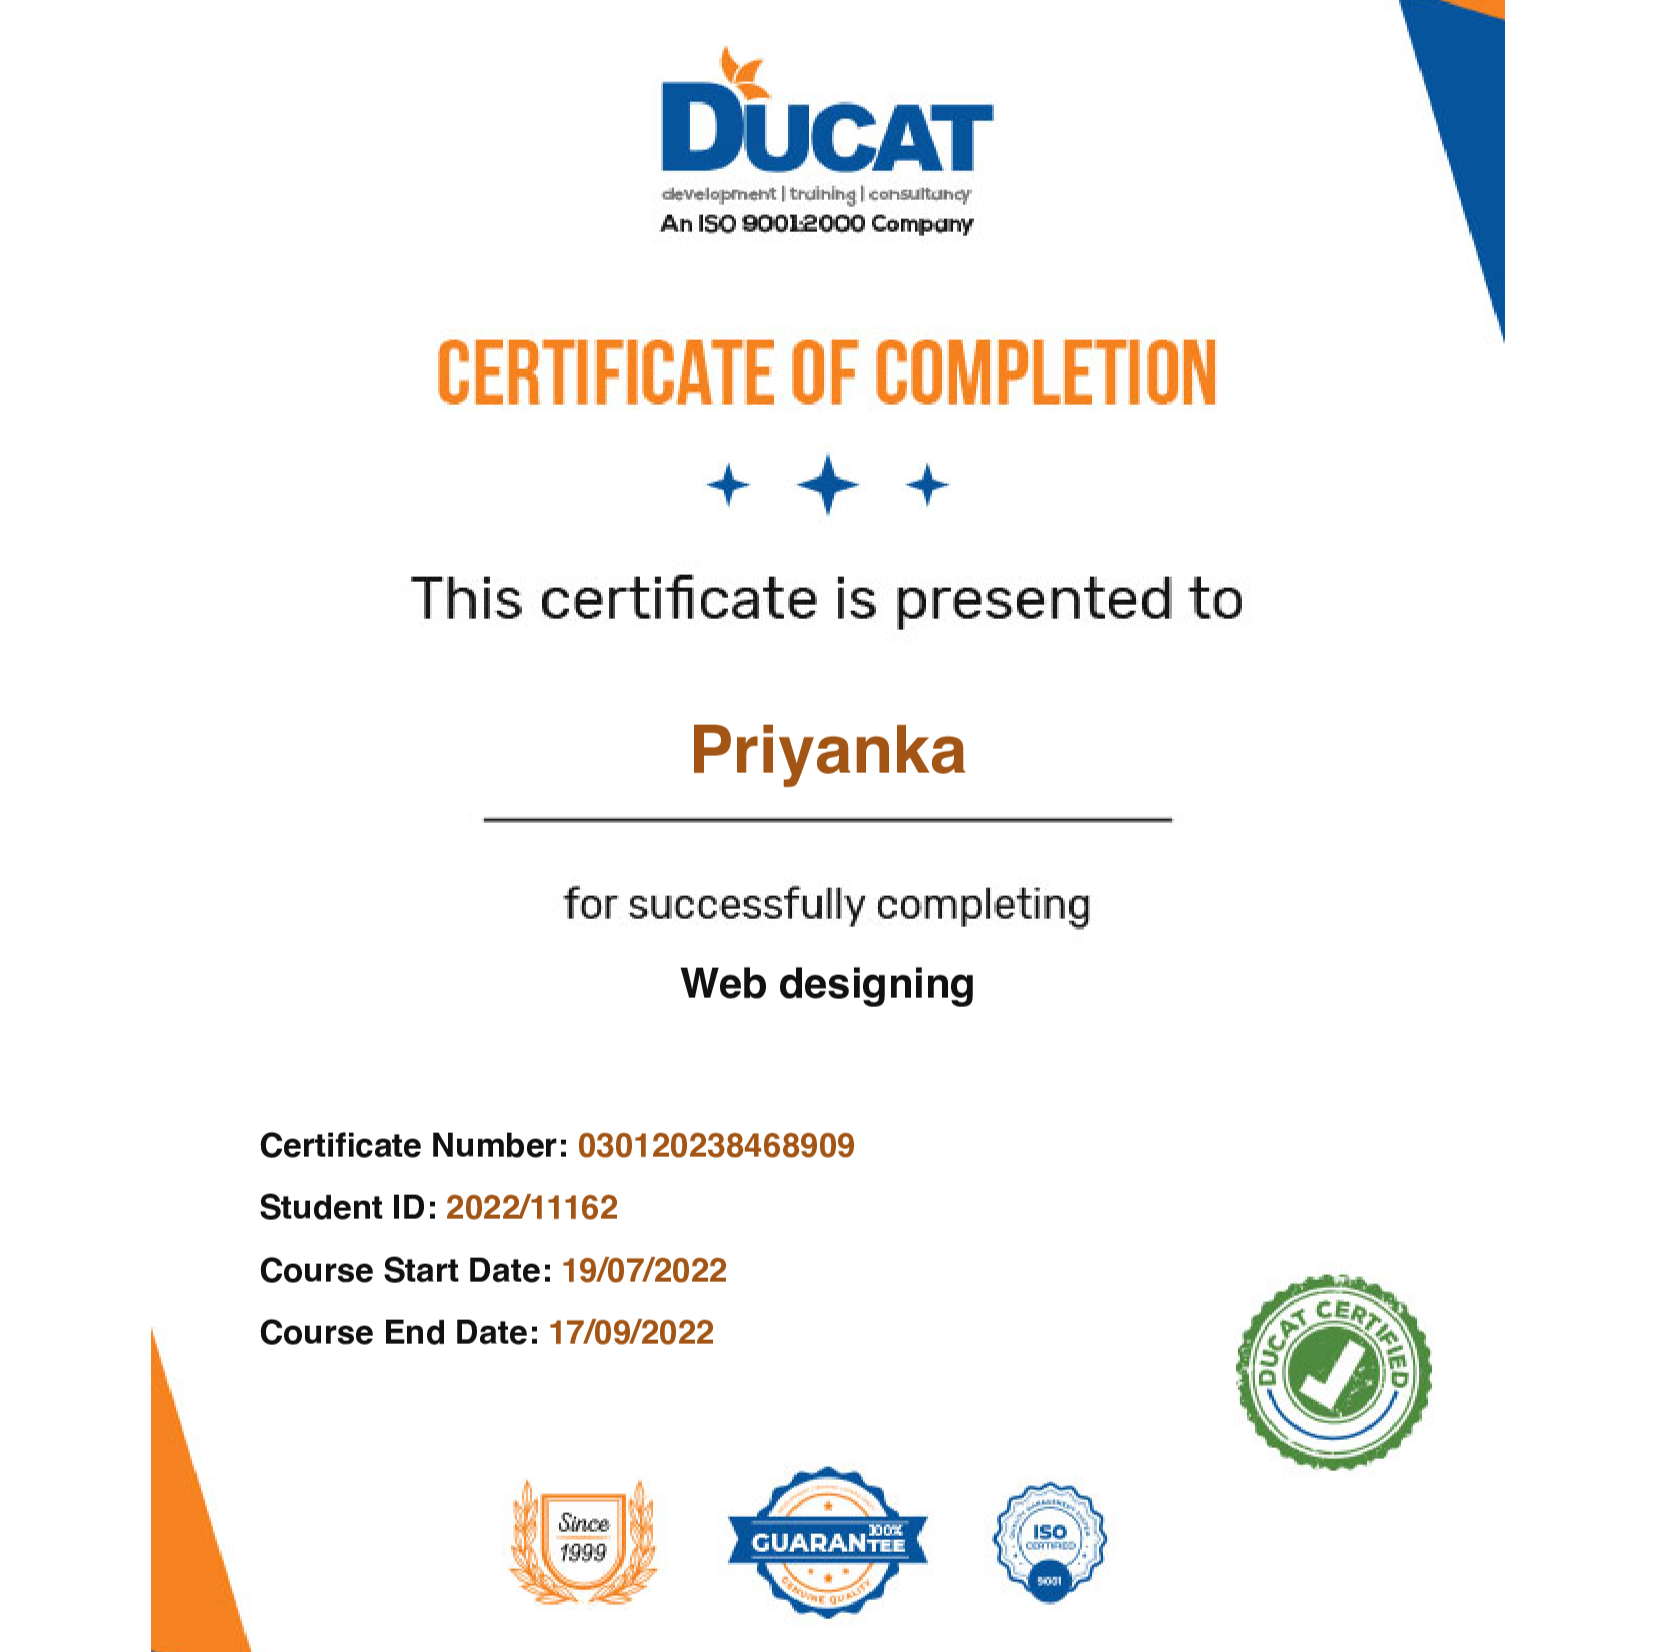 DUCAT
development | training | consultancy
An ISO 9001:2000 Company
CERTIFICATE OF COMPLETION
This certificate is presented to
Priyanka
for successfully completing
Web designing
Certificate Number: 030120238468909
Student ID: 2022/11162
Course Start Date: 19/07/2022
Course End Date: 17/09/2022
DUCAT CERTIFIED
Since
1999
100%
GUARANTEE
GENUINE QUALITY
ISO
CERTIFIED
9001